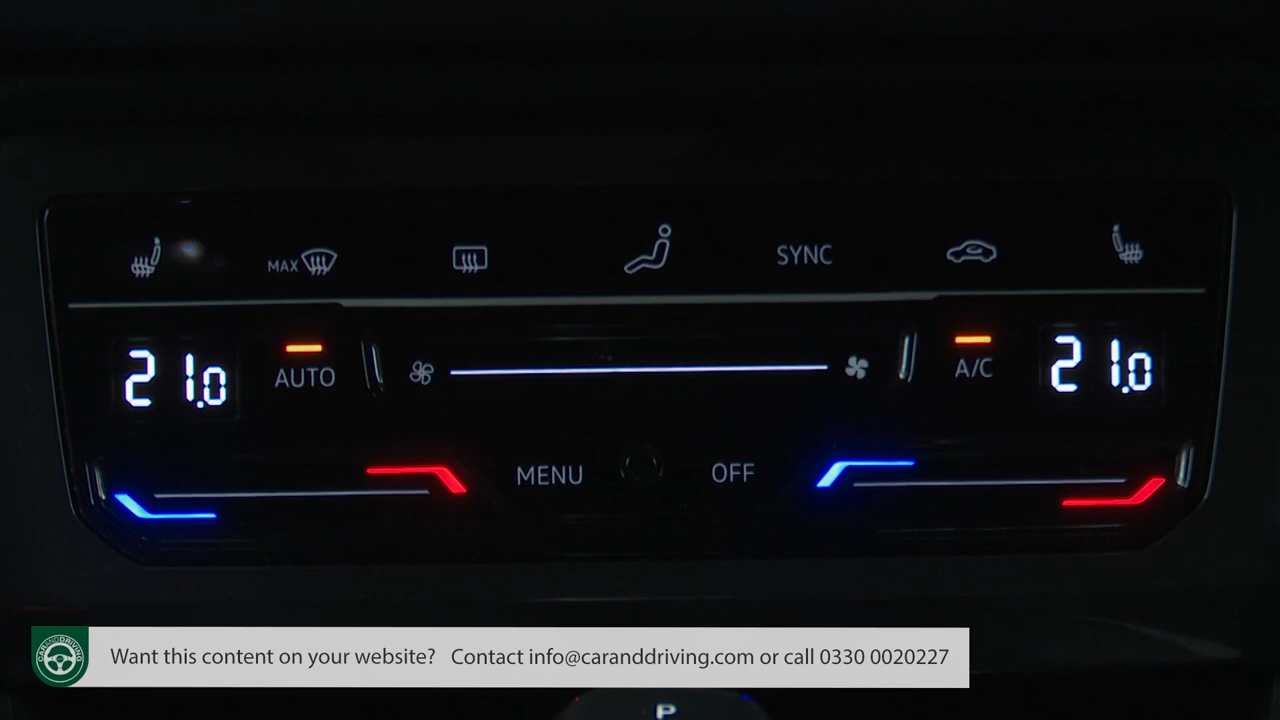 MAX
SYNC
21.0
AUTO
A/C
21.0
MENU
OFF
CARANDDRIVING
Want this content on your website? Contact info@caranddriving.com or call 0330 0020227
P